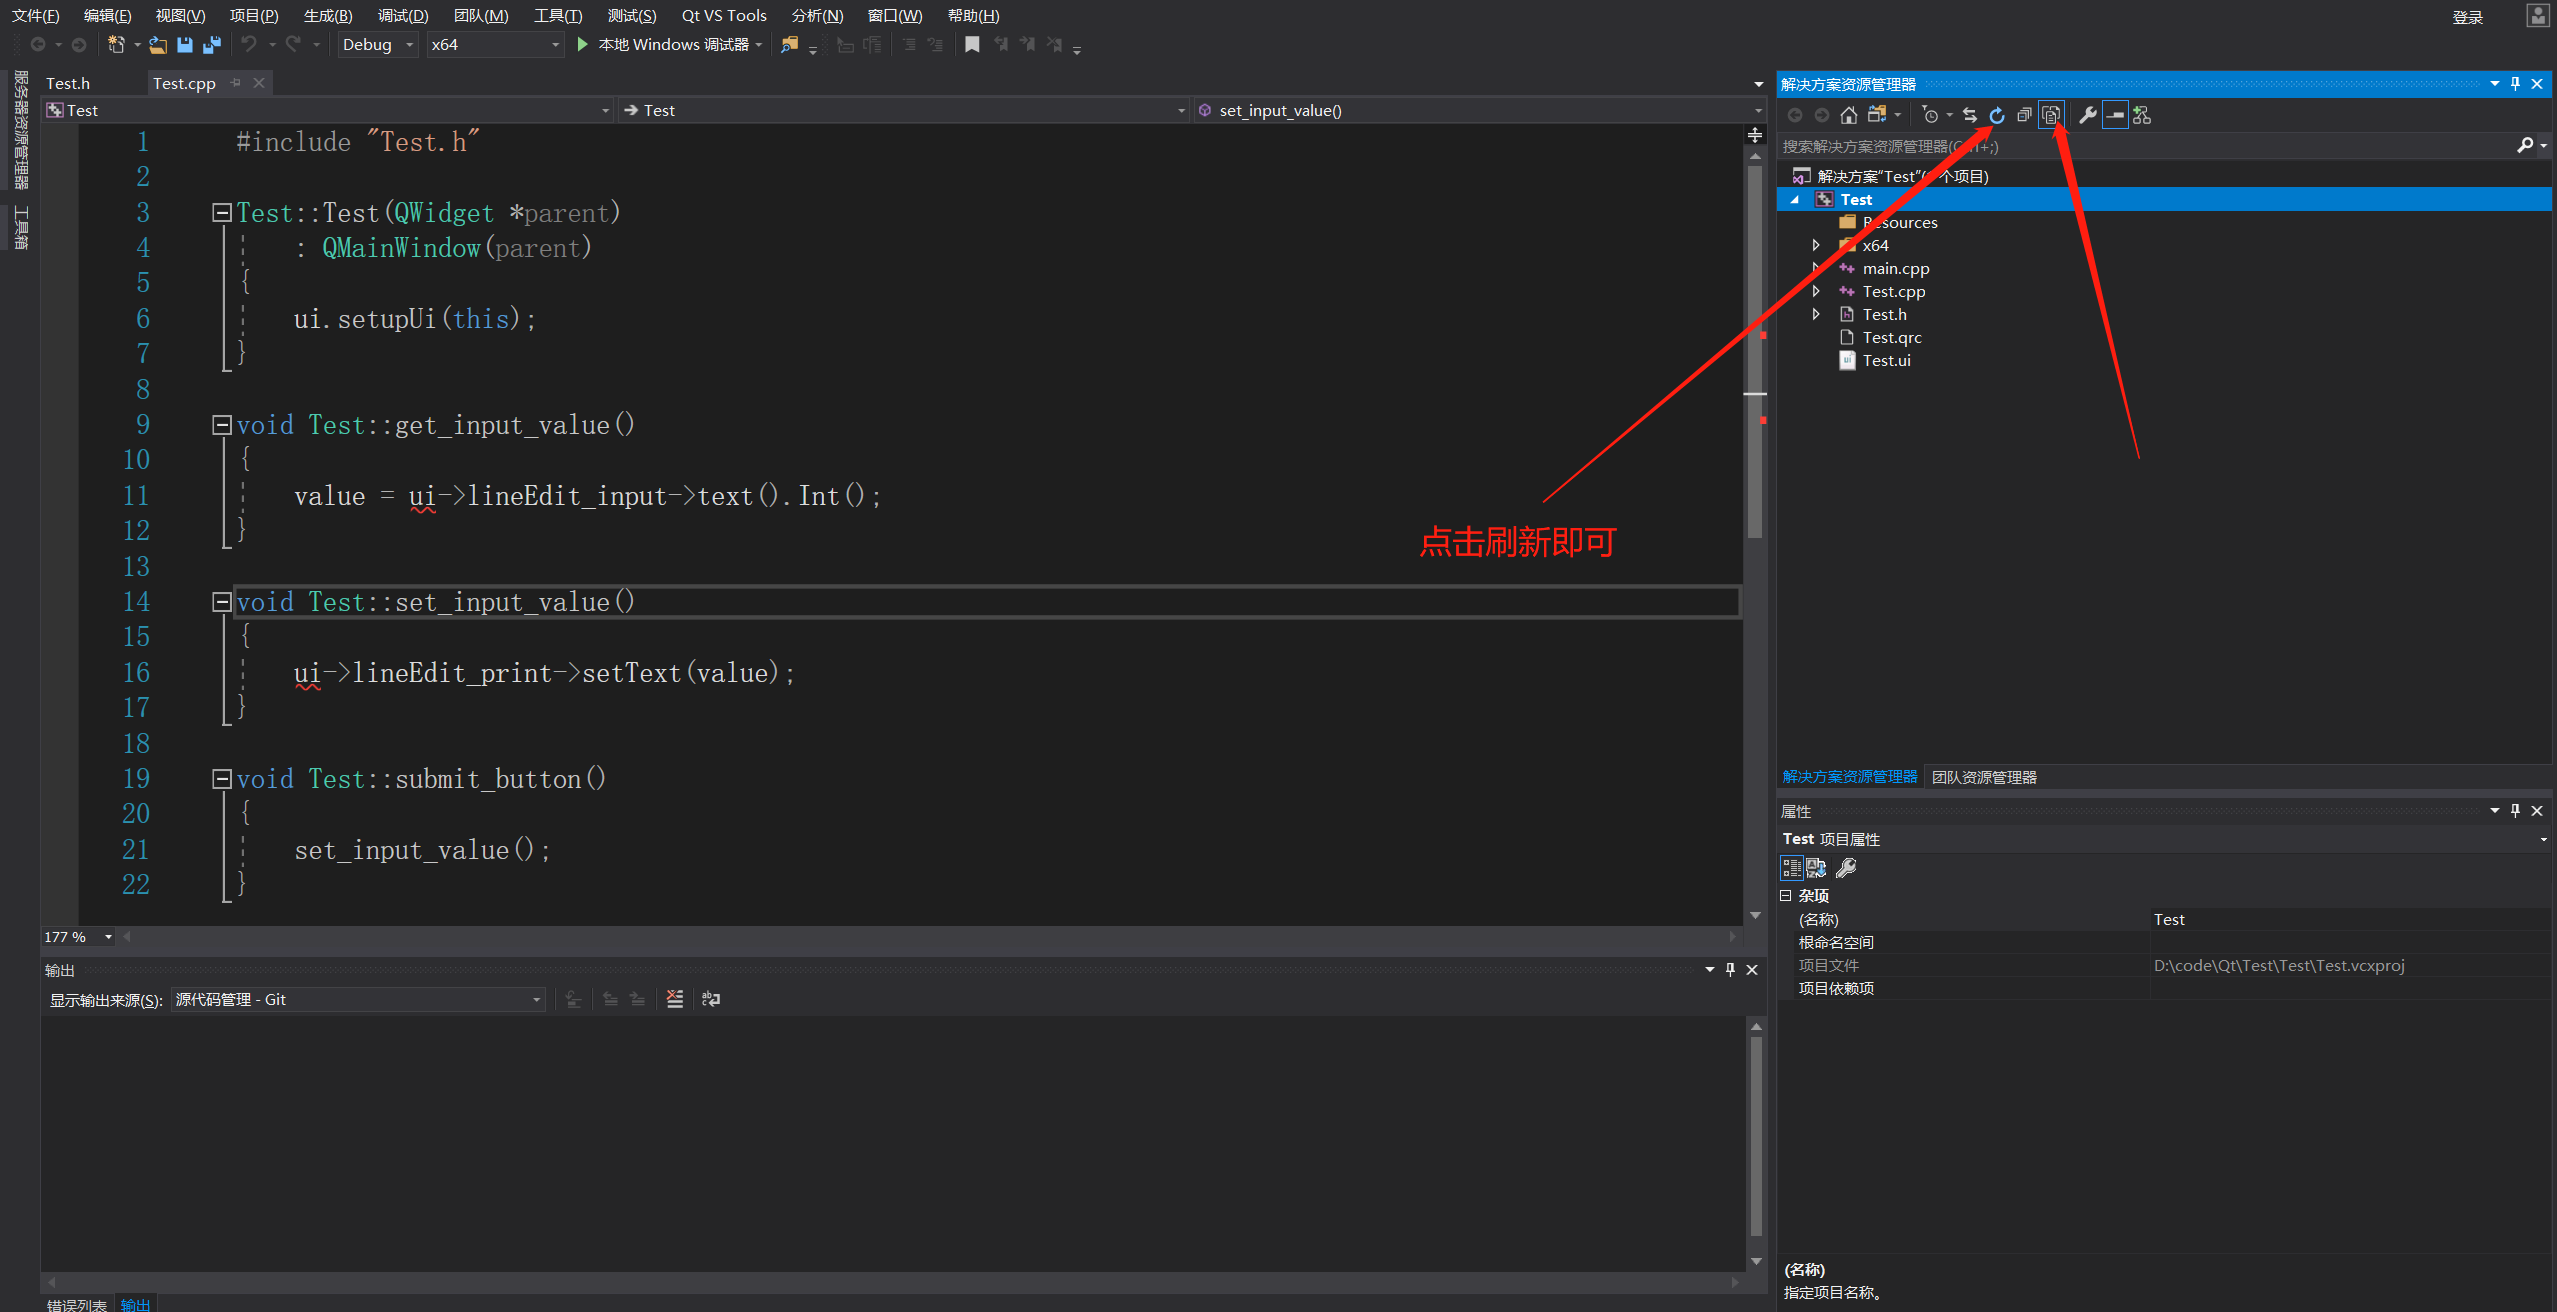 文件(F) 编辑(E) 视图(V) 项目(P) 生成(B) 调试(D) 团队(M) 工具(T) 测试(S) Qt VS Tools 分析(N) 窗口(W) 帮助(H) 登录
Debug x64 本地 Windows 调试器
服务器资源管理器
工具箱
Test.h Test.cpp
Test Test set_input_value()
1 #include "Test.h"
2
3 Test::Test(QWidget *parent)
4 : QMainWindow(parent)
5 {
6 ui.setupUi(this);
7 }
8
9 void Test::get_input_value()
10 {
11 value = ui->lineEdit_input->text().Int();
12 }
13
14 void Test::set_input_value()
15 {
16 ui->lineEdit_print->setText(value);
17 }
18
19 void Test::submit_button()
20 {
21 set_input_value();
22 }
点击刷新即可
177 %
输出
显示输出来源(S): 源代码管理 - Git
错误列表 输出
解决方案资源管理器
搜索解决方案资源管理器(Ctrl+;)
解决方案"Test"( 个项目)
Test
Resources
x64
main.cpp
Test.cpp
Test.h
Test.qrc
Test.ui
解决方案资源管理器 团队资源管理器
属性
Test 项目属性
杂项
(名称) Test
根命名空间
项目文件 D:\code\Qt\Test\Test\Test.vcxproj
项目依赖项
(名称)
指定项目名称。